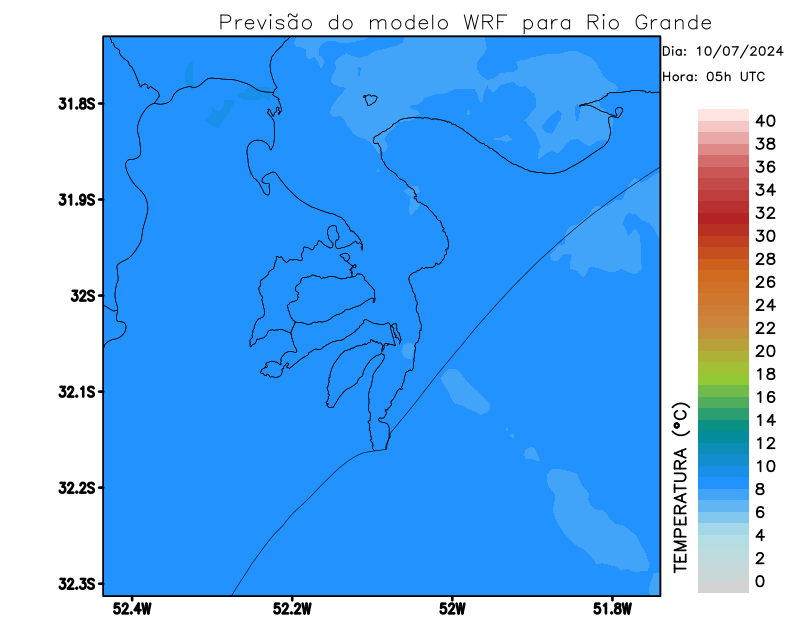 Previsão do modelo WRF para Rio Grande
Dia: 10/07/2024
Hora: 05h UTC
31.8S
31.9S
32S
32.1S
32.2S
32.3S
52.4W
52.2W
52W
51.8W
TEMPERATURA (°C)
40
38
36
34
32
30
28
26
24
22
20
18
16
14
12
10
8
6
4
2
0